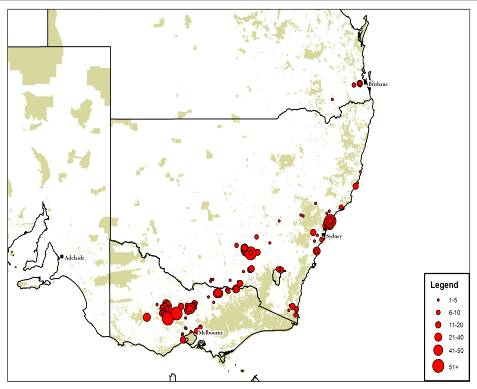 Brisbane
Sydney
Adelaide
Melbourne
Legend
1-5
6-10
11-20
21-40
41-50
51+